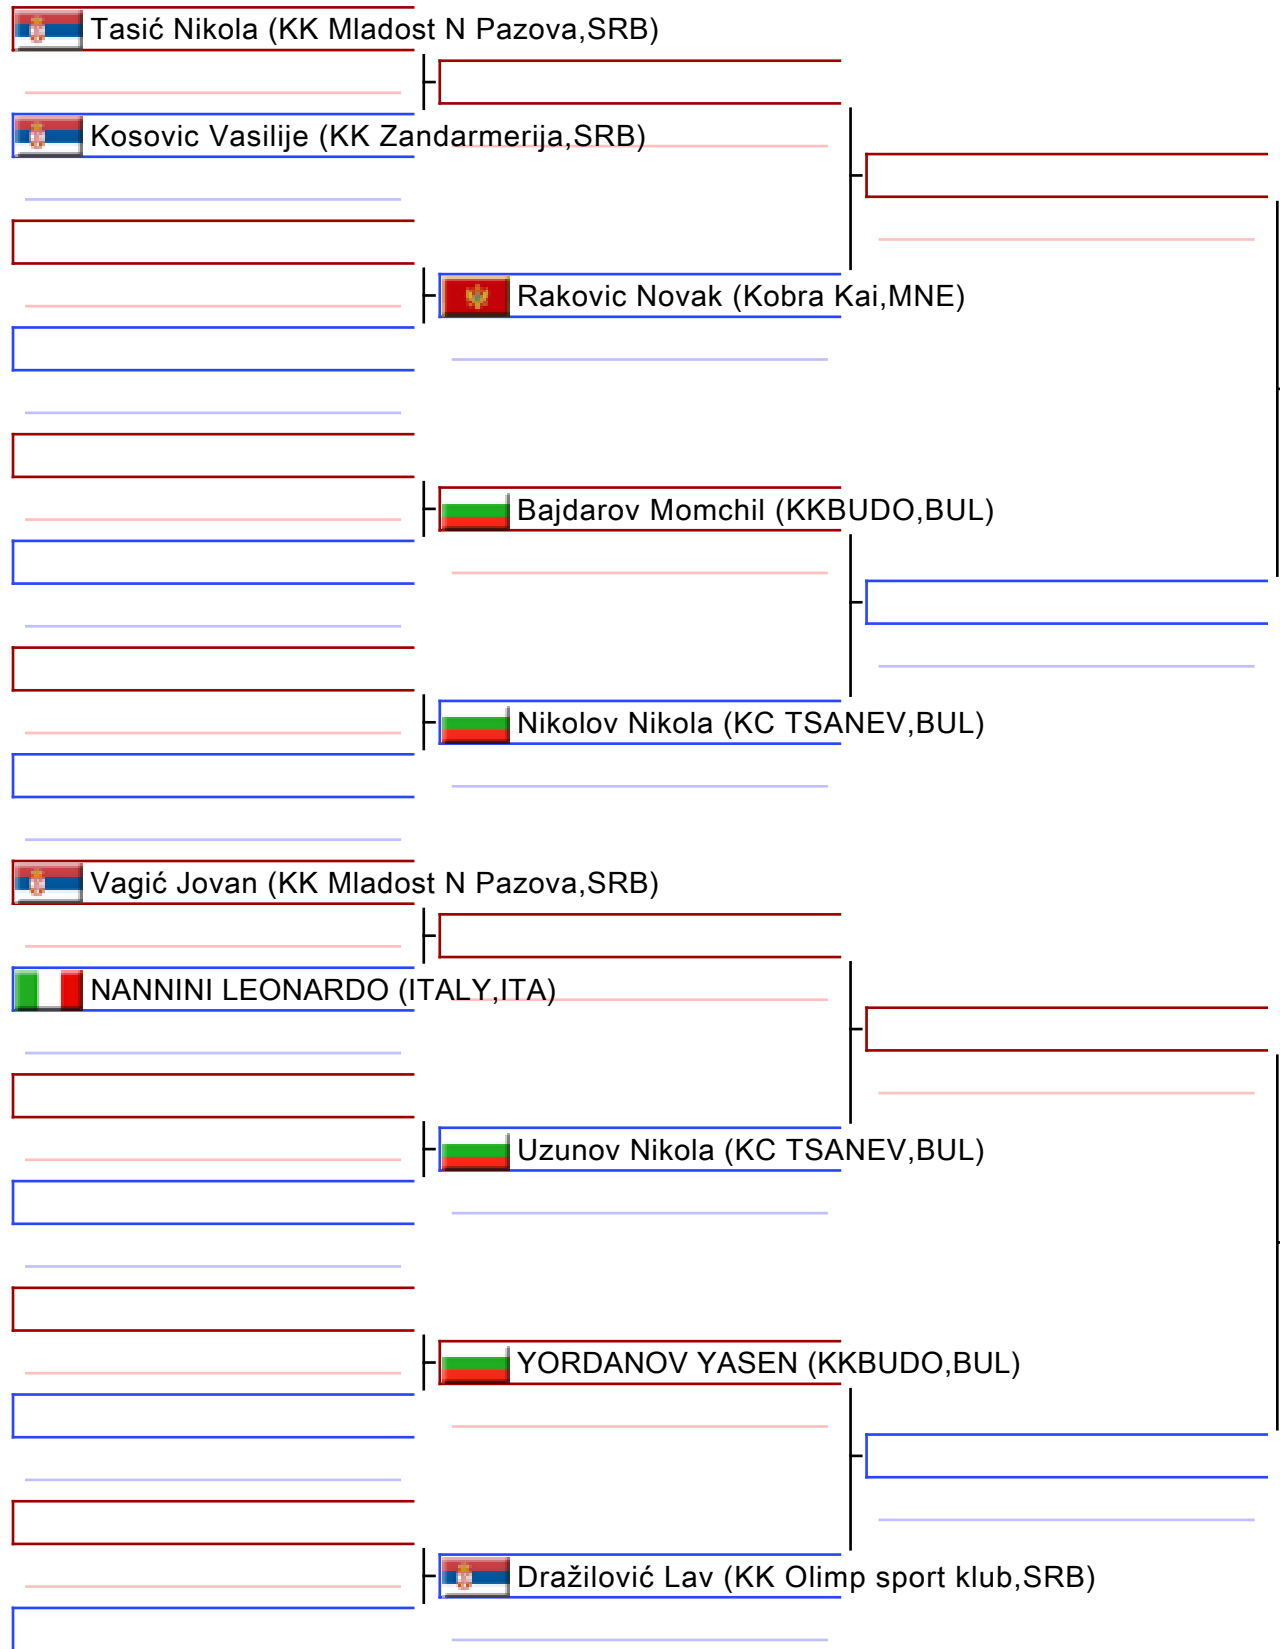 Tasić Nikola (KK Mladost N Pazova,SRB)
Kosovic Vasilije (KK Zandarmerija,SRB)
Rakovic Novak (Kobra Kai,MNE)
Bajdarov Momchil (KKBUDO,BUL)
Nikolov Nikola (KC TSANEV,BUL)
Vagić Jovan (KK Mladost N Pazova,SRB)
NANNINI LEONARDO (ITALY,ITA)
Uzunov Nikola (KC TSANEV,BUL)
YORDANOV YASEN (KKBUDO,BUL)
Dražilović Lav (KK Olimp sport klub,SRB)